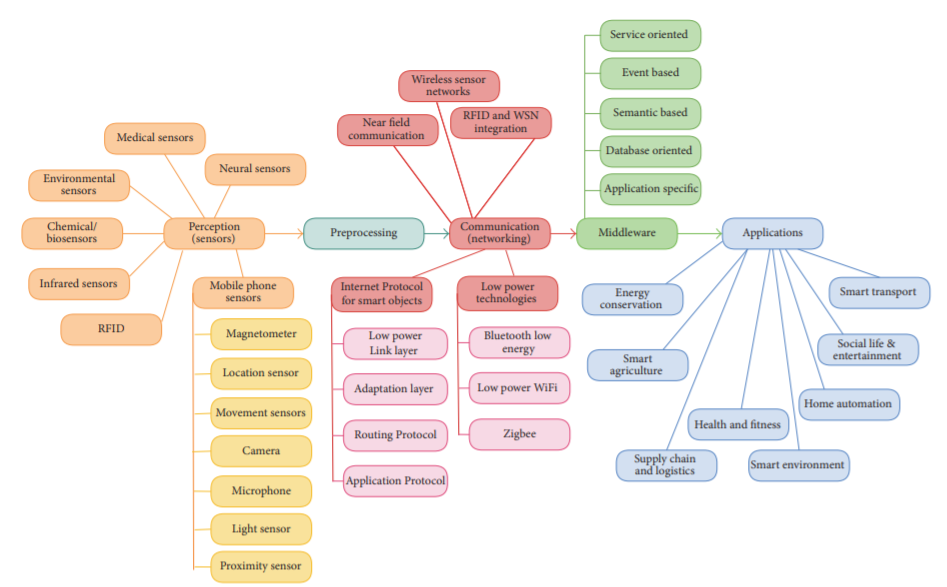 Service oriented
Event based
Semantic based
Database oriented
Application specific
Wireless sensor
networks
Near field
communication
RFID and WSN
integration
Medical sensors
Neural sensors
Environmental
sensors
Chemical/
biosensors
Infrared sensors
RFID
Perception
(sensors)
Preprocessing
Communication
(networking)
Middleware
Applications
Mobile phone
sensors
Magnetometer
Location sensor
Movement sensors
Camera
Microphone
Light sensor
Proximity sensor
Internet Protocol
for smart objects
Low power
Link layer
Adaptation layer
Routing Protocol
Application Protocol
Low power
technologies
Bluetooth low
energy
Low power WiFi
Zigbee
Energy
conservation
Smart
agriculture
Supply chain
and logistics
Health and fitness
Smart environment
Home automation
Social life &
entertainment
Smart transport